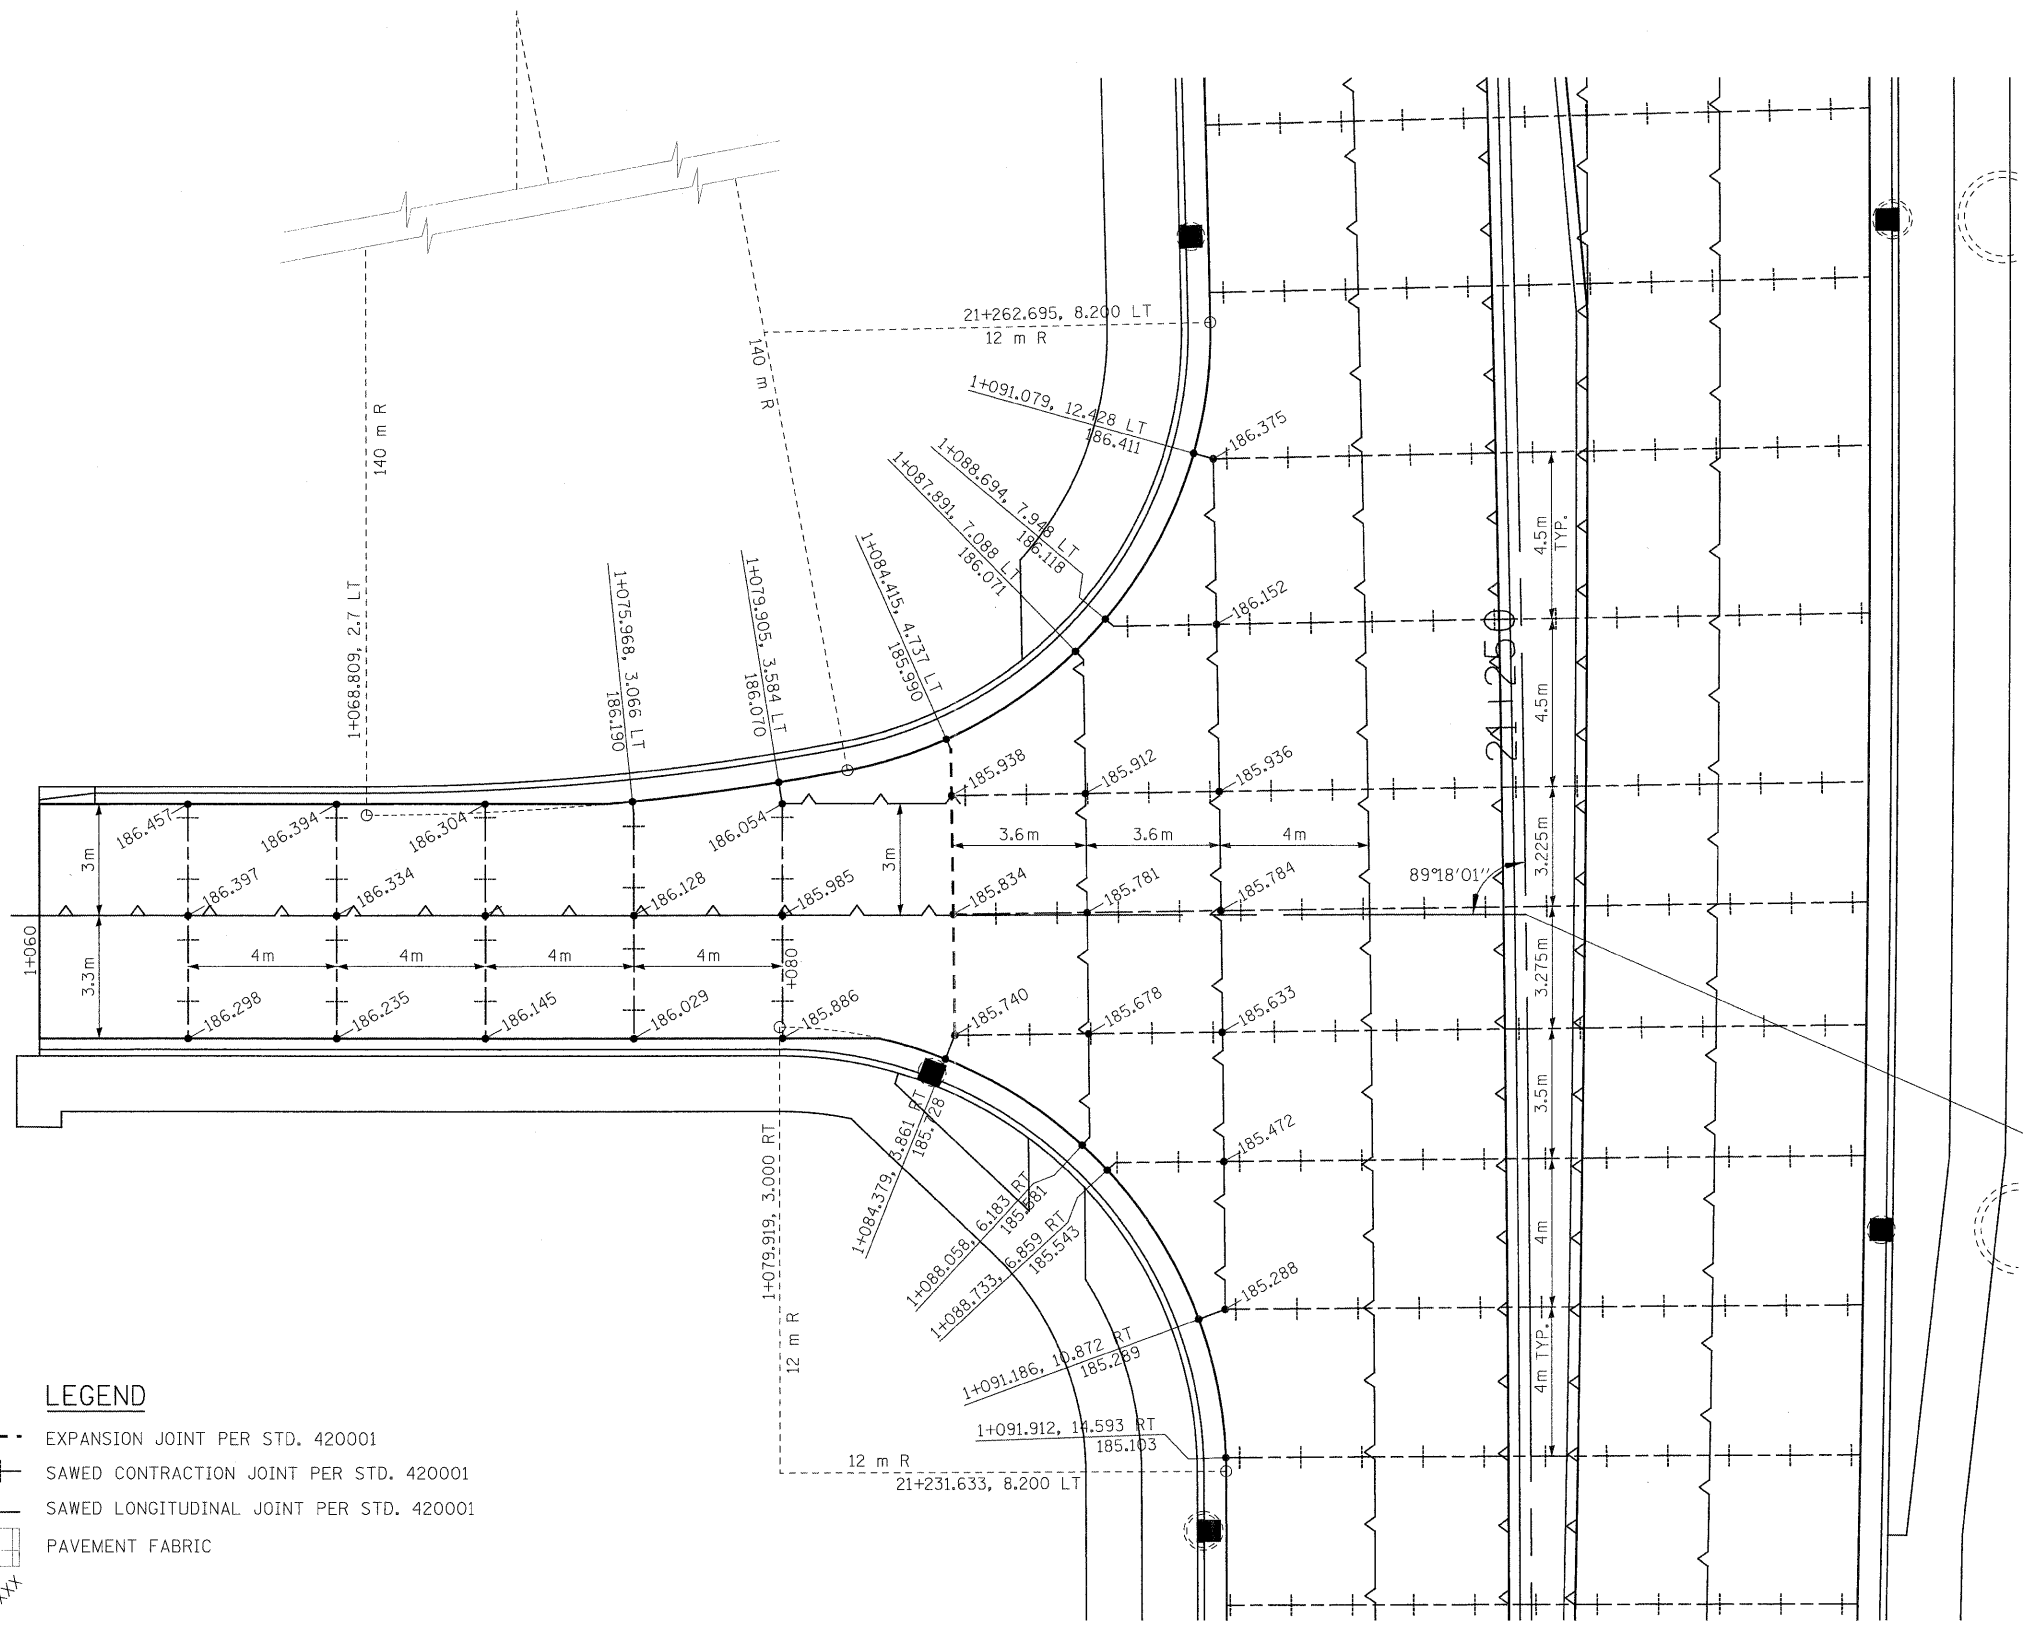 21+262.695, 8.200 LT
12 m R
140 m R
140 m R
1+091.079, 12.428 LT
186.411
186.375
1+088.694, 7.948 LT
186.118
1+087.891, 7.088 LT
186.071
186.152
1+084.415, 4.737 LT
185.990
1+079.905, 3.584 LT
186.070
1+075.968, 3.066 LT
186.190
1+068.809, 2.7 LT
4.5m
TYP.
4.5m
21+250
3.225m
3.275m
3.5m
4m
4m TYP.
89°18'01"
186.457
186.394
186.304
186.054
185.938
185.912
185.936
3m
3m
3.6m
3.6m
4m
186.397
186.334
186.128
185.985
185.834
185.781
185.784
1+060
3.3m
4m
4m
4m
4m
+080
186.298
186.235
186.145
186.029
185.886
185.740
185.678
185.633
1+084.379, 3.861 RT
185.728
1+079.919, 3.000 RT
12 m R
1+088.058, 6.183 RT
185.581
1+088.733, 6.859 RT
185.543
185.472
185.288
1+091.186, 10.872 RT
185.289
1+091.912, 14.593 RT
185.103
12 m R
21+231.633, 8.200 LT
LEGEND
EXPANSION JOINT PER STD. 420001
SAWED CONTRACTION JOINT PER STD. 420001
SAWED LONGITUDINAL JOINT PER STD. 420001
PAVEMENT FABRIC